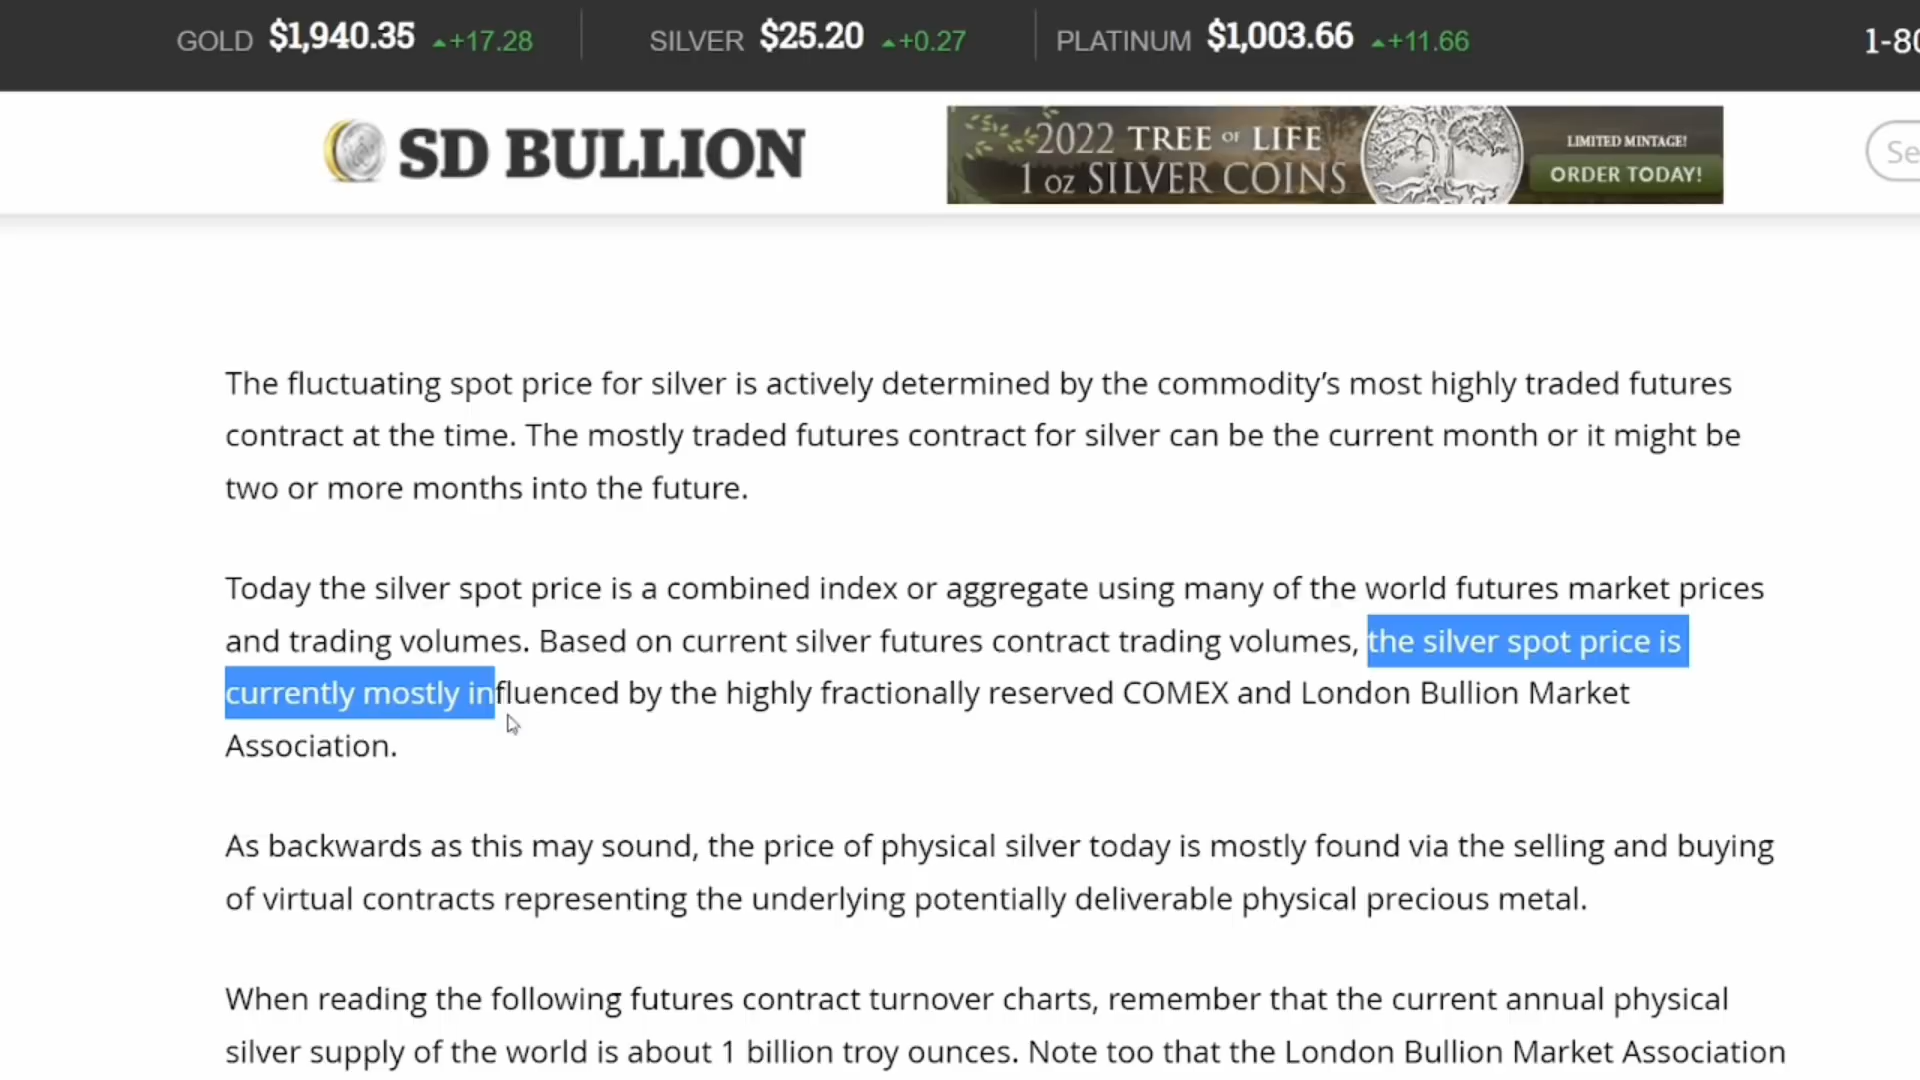 GOLD $1,940.35 ▲+17.28 SILVER $25.20 ▲+0.27 PLATINUM $1,003.66 ▲+11.66 1-80
SD BULLION
2022 TREE OF LIFE
1 oz SILVER COINS
LIMITED MINTAGE!
ORDER TODAY!
Se
The fluctuating spot price for silver is actively determined by the commodity’s most highly traded futures
contract at the time. The mostly traded futures contract for silver can be the current month or it might be
two or more months into the future.
Today the silver spot price is a combined index or aggregate using many of the world futures market prices
and trading volumes. Based on current silver futures contract trading volumes, the silver spot price is
currently mostly influenced by the highly fractionally reserved COMEX and London Bullion Market
Association.
As backwards as this may sound, the price of physical silver today is mostly found via the selling and buying
of virtual contracts representing the underlying potentially deliverable physical precious metal.
When reading the following futures contract turnover charts, remember that the current annual physical
silver supply of the world is about 1 billion troy ounces. Note too that the London Bullion Market Association